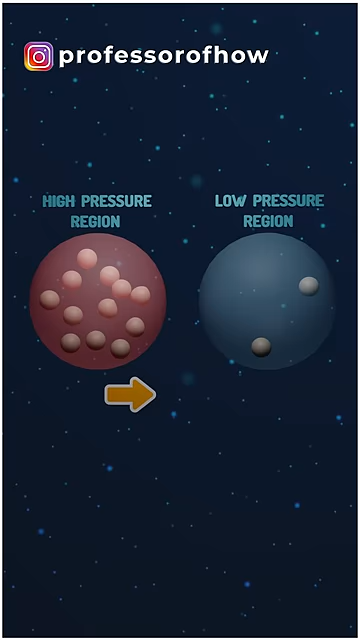 professorofhow
HIGH PRESSURE
REGION
LOW PRESSURE
REGION